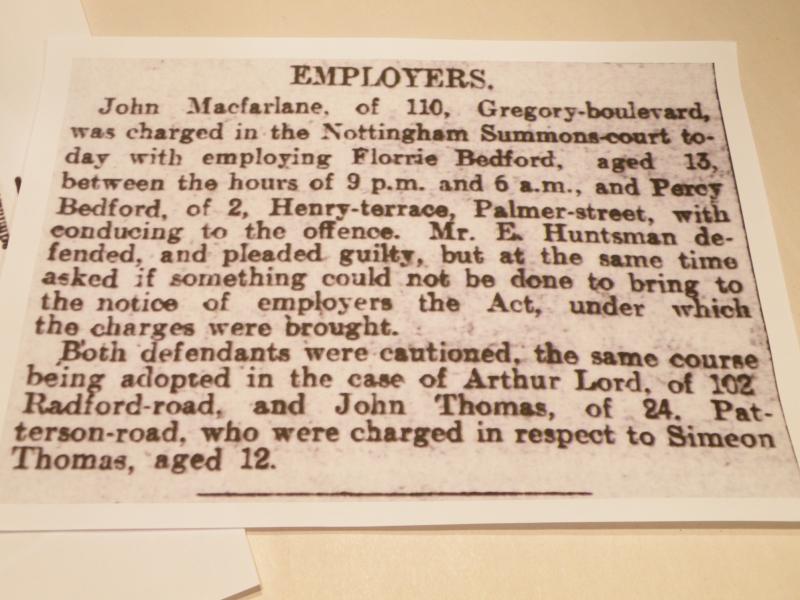 EMPLOYERS.
John Macfarlane, of 110, Gregory-boulevard,
was charged in the Nottingham Summons-court to-
day with employing Florrie Bedford, aged 13,
between the hours of 9 p.m. and 6 a.m., and Percy
Bedford, of 2, Henry-terrace, Palmer-street, with
conducing to the offence. Mr. E. Huntsman de-
fended, and pleaded guilty, but at the same time
asked if something could not be done to bring to
the notice of employers the Act, under which
the charges were brought.
Both defendants were cautioned, the same course
being adopted in the case of Arthur Lord, of 102
Radford-road, and John Thomas, of 24, Pat-
terson-road, who were charged in respect to Simeon
Thomas, aged 12.